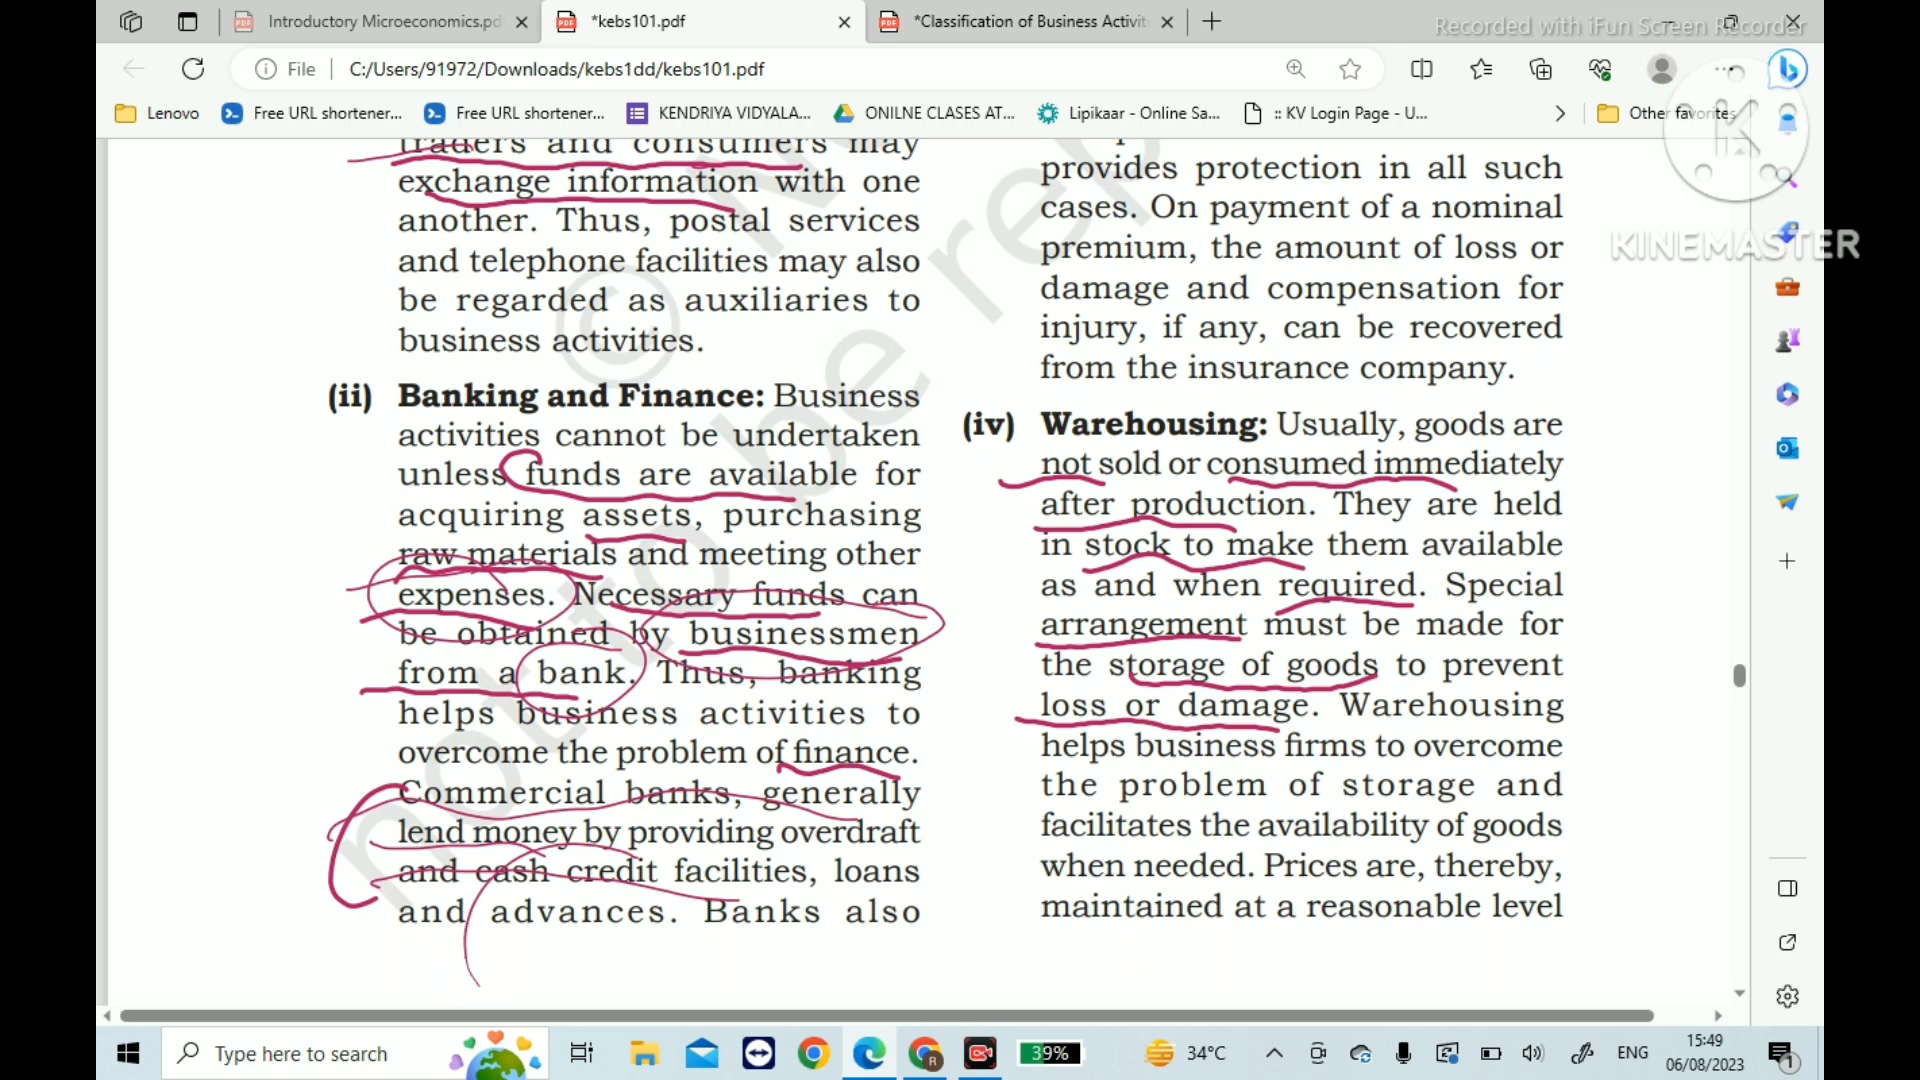 Introductory Microeconomics.pd
*kebs101.pdf
*Classification of Business Activiti
Recorded with iFun Screen Recorder
File
C:/Users/91972/Downloads/kebs1dd/kebs101.pdf
Lenovo
Free URL shortener...
Free URL shortener...
KENDRIYA VIDYALA...
ONILNE CLASES AT...
Lipikaar - Online Sa...
:: KV Login Page - U...
Other favorites
KINEMASTER
traders and consumers may
exchange information with one
another. Thus, postal services
and telephone facilities may also
be regarded as auxiliaries to
business activities.
(ii) Banking and Finance: Business
activities cannot be undertaken
unless funds are available for
acquiring assets, purchasing
raw materials and meeting other
expenses. Necessary funds can
be obtained by businessmen
from a bank. Thus, banking
helps business activities to
overcome the problem of finance.
Commercial banks, generally
lend money by providing overdraft
and cash credit facilities, loans
and advances. Banks also
provides protection in all such
cases. On payment of a nominal
premium, the amount of loss or
damage and compensation for
injury, if any, can be recovered
from the insurance company.
(iv) Warehousing: Usually, goods are
not sold or consumed immediately
after production. They are held
in stock to make them available
as and when required. Special
arrangement must be made for
the storage of goods to prevent
loss or damage. Warehousing
helps business firms to overcome
the problem of storage and
facilitates the availability of goods
when needed. Prices are, thereby,
maintained at a reasonable level
© N
not to be rep
Type here to search
39%
34°C
ENG
15:49
06/08/2023
1